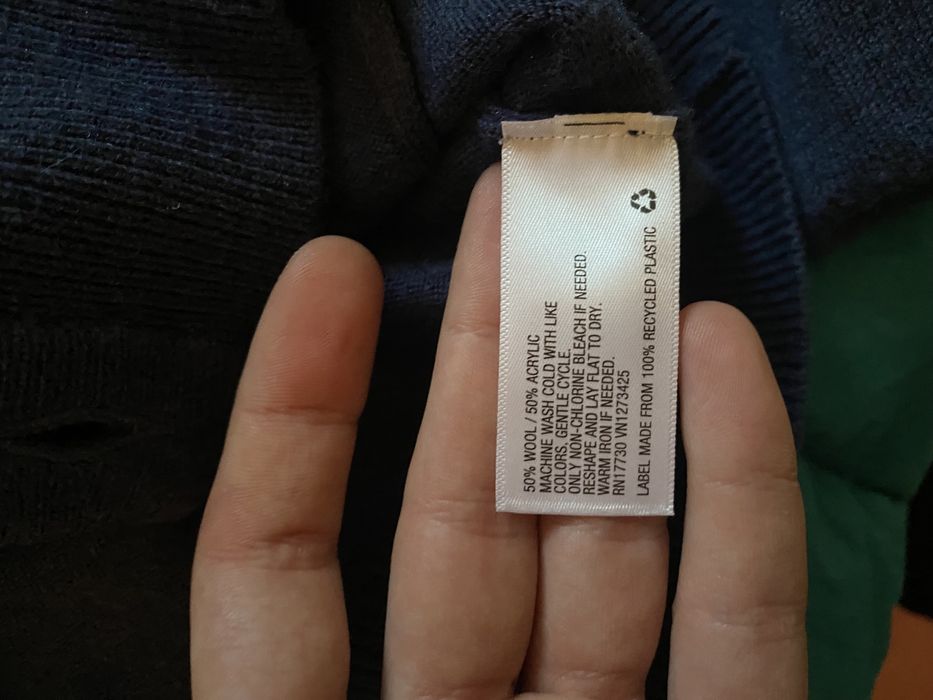 50% WOOL / 50% ACRYLIC
MACHINE WASH COLD WITH LIKE
COLORS, GENTLE CYCLE.
ONLY NON-CHLORINE BLEACH IF NEEDED.
RESHAPE AND LAY FLAT TO DRY.
WARM IRON IF NEEDED.
RN17730 VN1273425
LABEL MADE FROM 100% RECYCLED PLASTIC